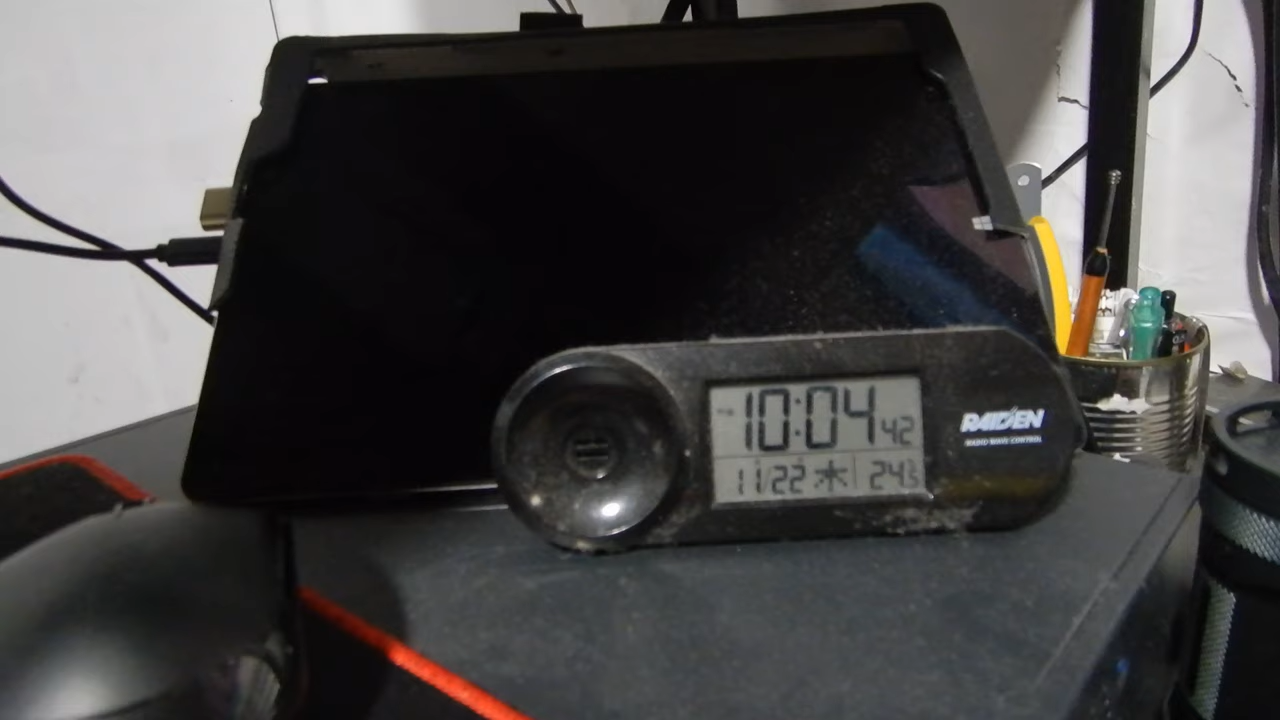 10:04 42
RAIDEN
RADIO WAVE CONTROL
11/22 木 24.5